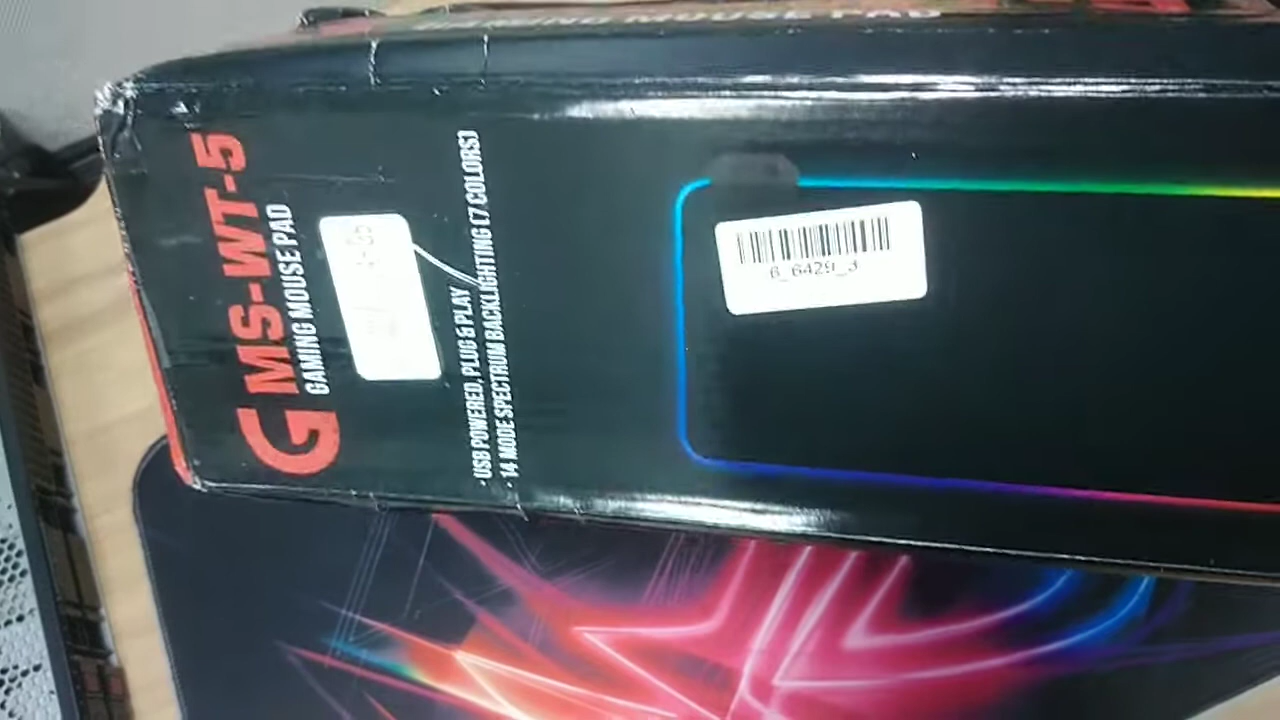 GAMING MOUSE PAD
G MS-WT-5
GAMING MOUSE PAD
· USB POWERED, PLUG & PLAY
· 14 MODE SPECTRUM BACKLIGHTING (7 COLORS)
6_6429_3